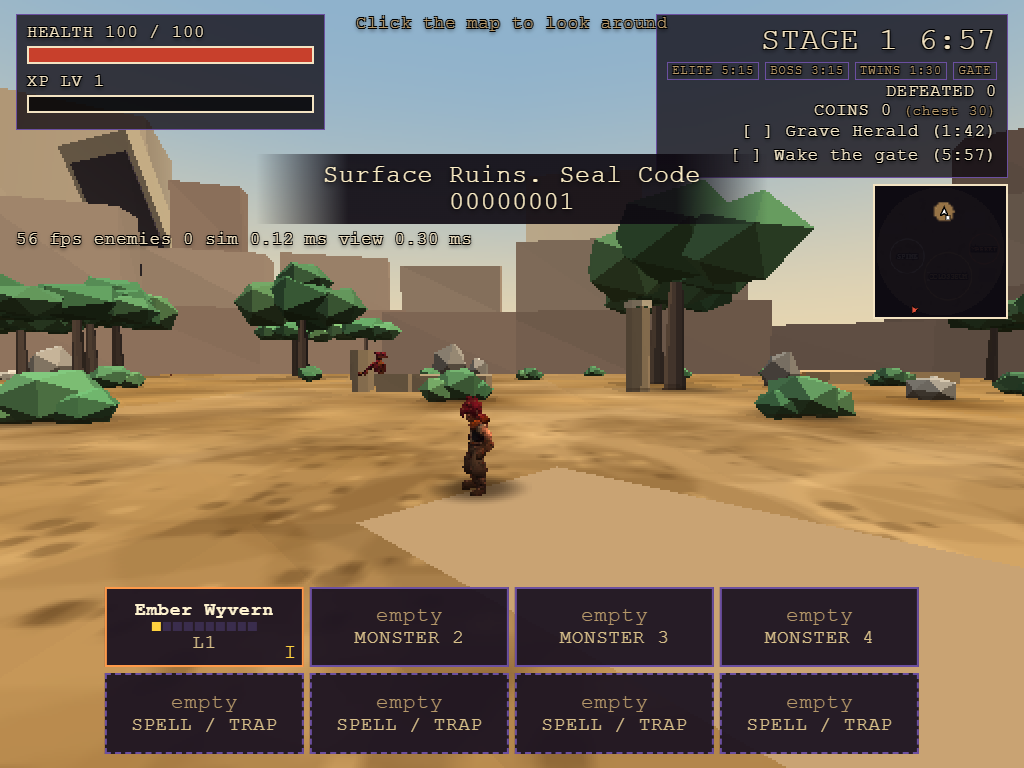 HEALTH 100 / 100
XP LV 1
Click the map to look around
STAGE 1 6:57
ELITE 5:15 BOSS 3:15 TWINS 1:30 GATE
DEFEATED 0
COINS 0 (chest 30)
[ ] Grave Herald (1:42)
[ ] Wake the gate (5:57)
Surface Ruins. Seal Code
00000001
56 fps enemies 0 sim 0.12 ms view 0.30 ms
Ember Wyvern
L1
I
empty
MONSTER 2
empty
MONSTER 3
empty
MONSTER 4
empty
SPELL / TRAP
empty
SPELL / TRAP
empty
SPELL / TRAP
empty
SPELL / TRAP